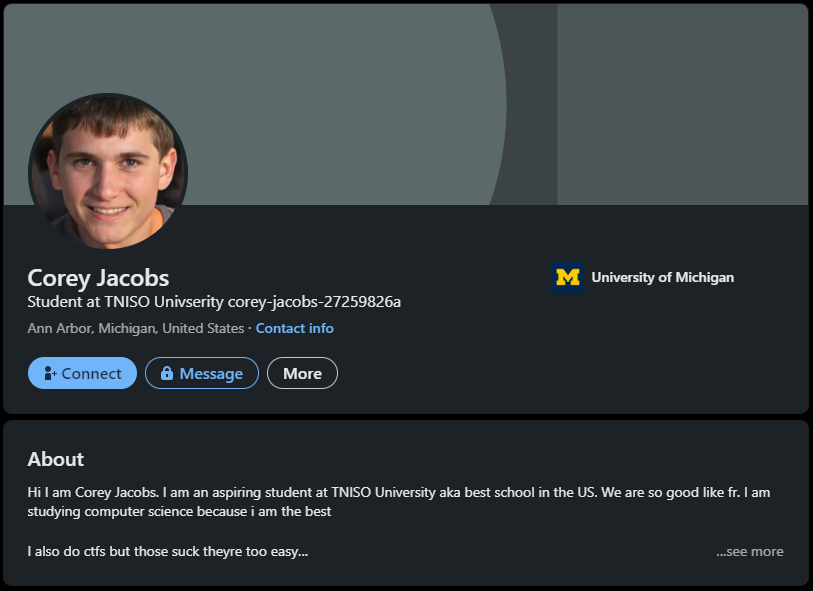 Corey Jacobs
Student at TNISO Univserity corey-jacobs-27259826a
Ann Arbor, Michigan, United States · Contact info
M University of Michigan
Connect Message More
About
Hi I am Corey Jacobs. I am an aspiring student at TNISO University aka best school in the US. We are so good like fr. I am
studying computer science because i am the best
I also do ctfs but those suck theyre too easy...
...see more